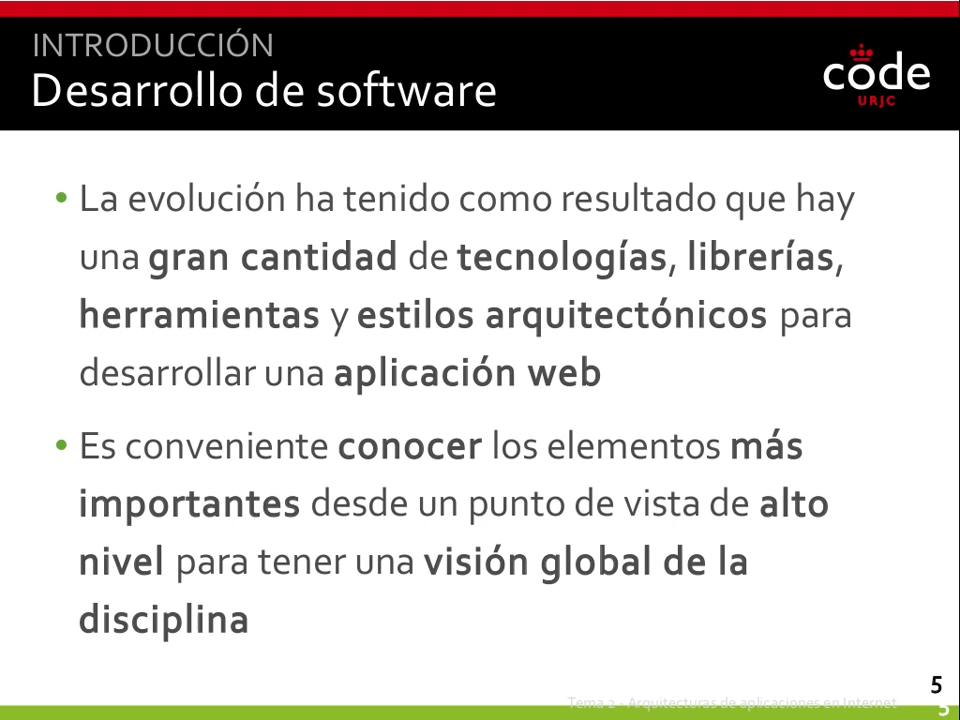 INTRODUCCIÓN
Desarrollo de software
code
URJC
• La evolución ha tenido como resultado que hay
una gran cantidad de tecnologías, librerías,
herramientas y estilos arquitectónicos para
desarrollar una aplicación web
• Es conveniente conocer los elementos más
importantes desde un punto de vista de alto
nivel para tener una visión global de la
disciplina
5
Tema 2 - Arquitecturas de aplicaciones en Internet
5